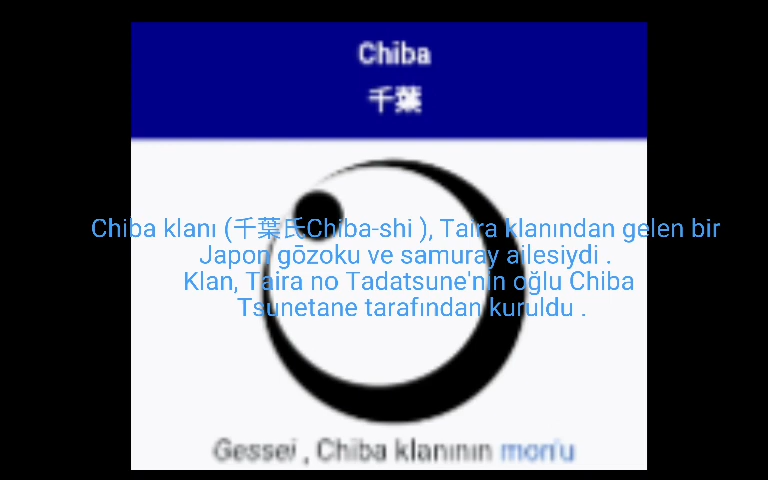 Chiba
千葉
Chiba klanı (千葉氏Chiba-shi ), Taira klanından gelen bir
Japon gōzoku ve samuray ailesiydi .
Klan, Taira no Tadatsune'nin oğlu Chiba
Tsunetane tarafından kuruldu .
Gessei , Chiba klanının mon'u